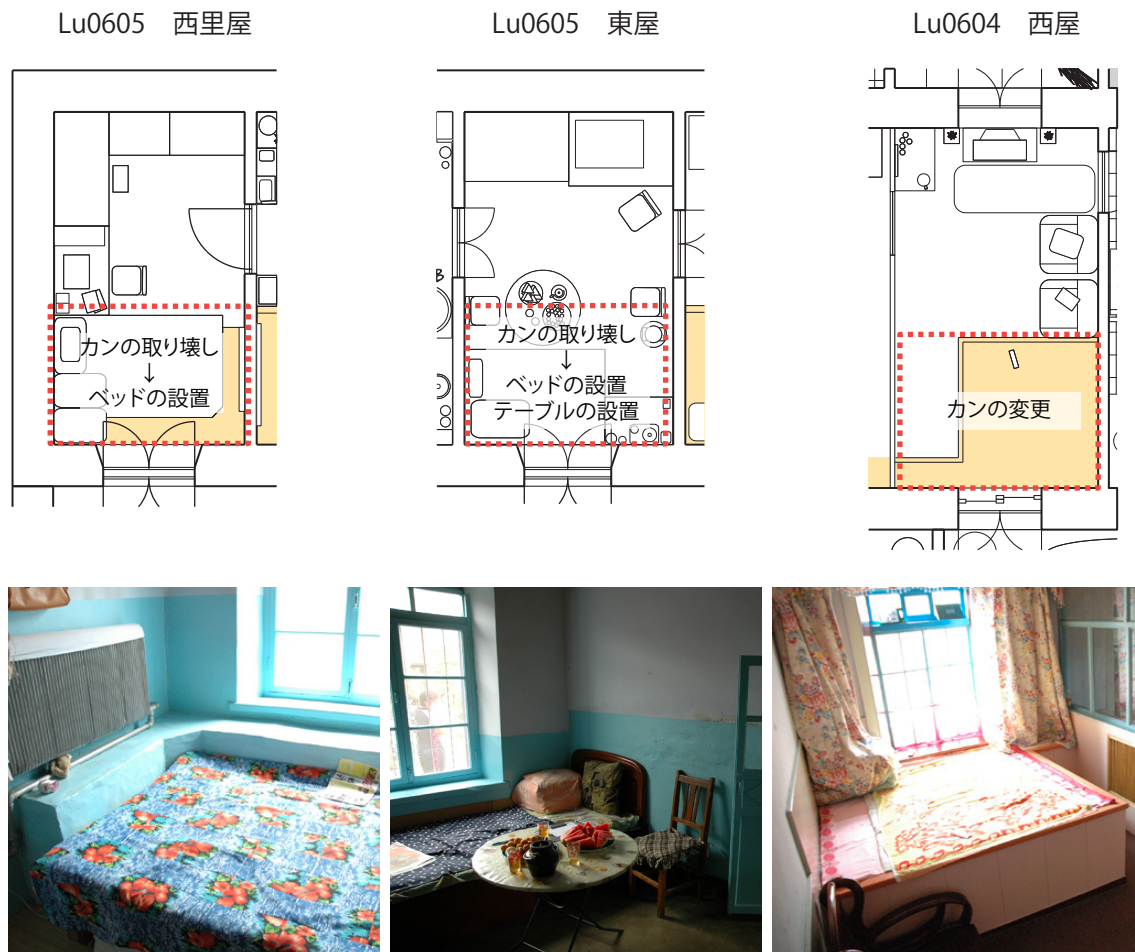 Lu0605 西里屋
Lu0605 東屋
Lu0604 西屋
カンの取り壊し
↓
ベッドの設置
カンの取り壊し
↓
ベッドの設置
テーブルの設置
カンの変更